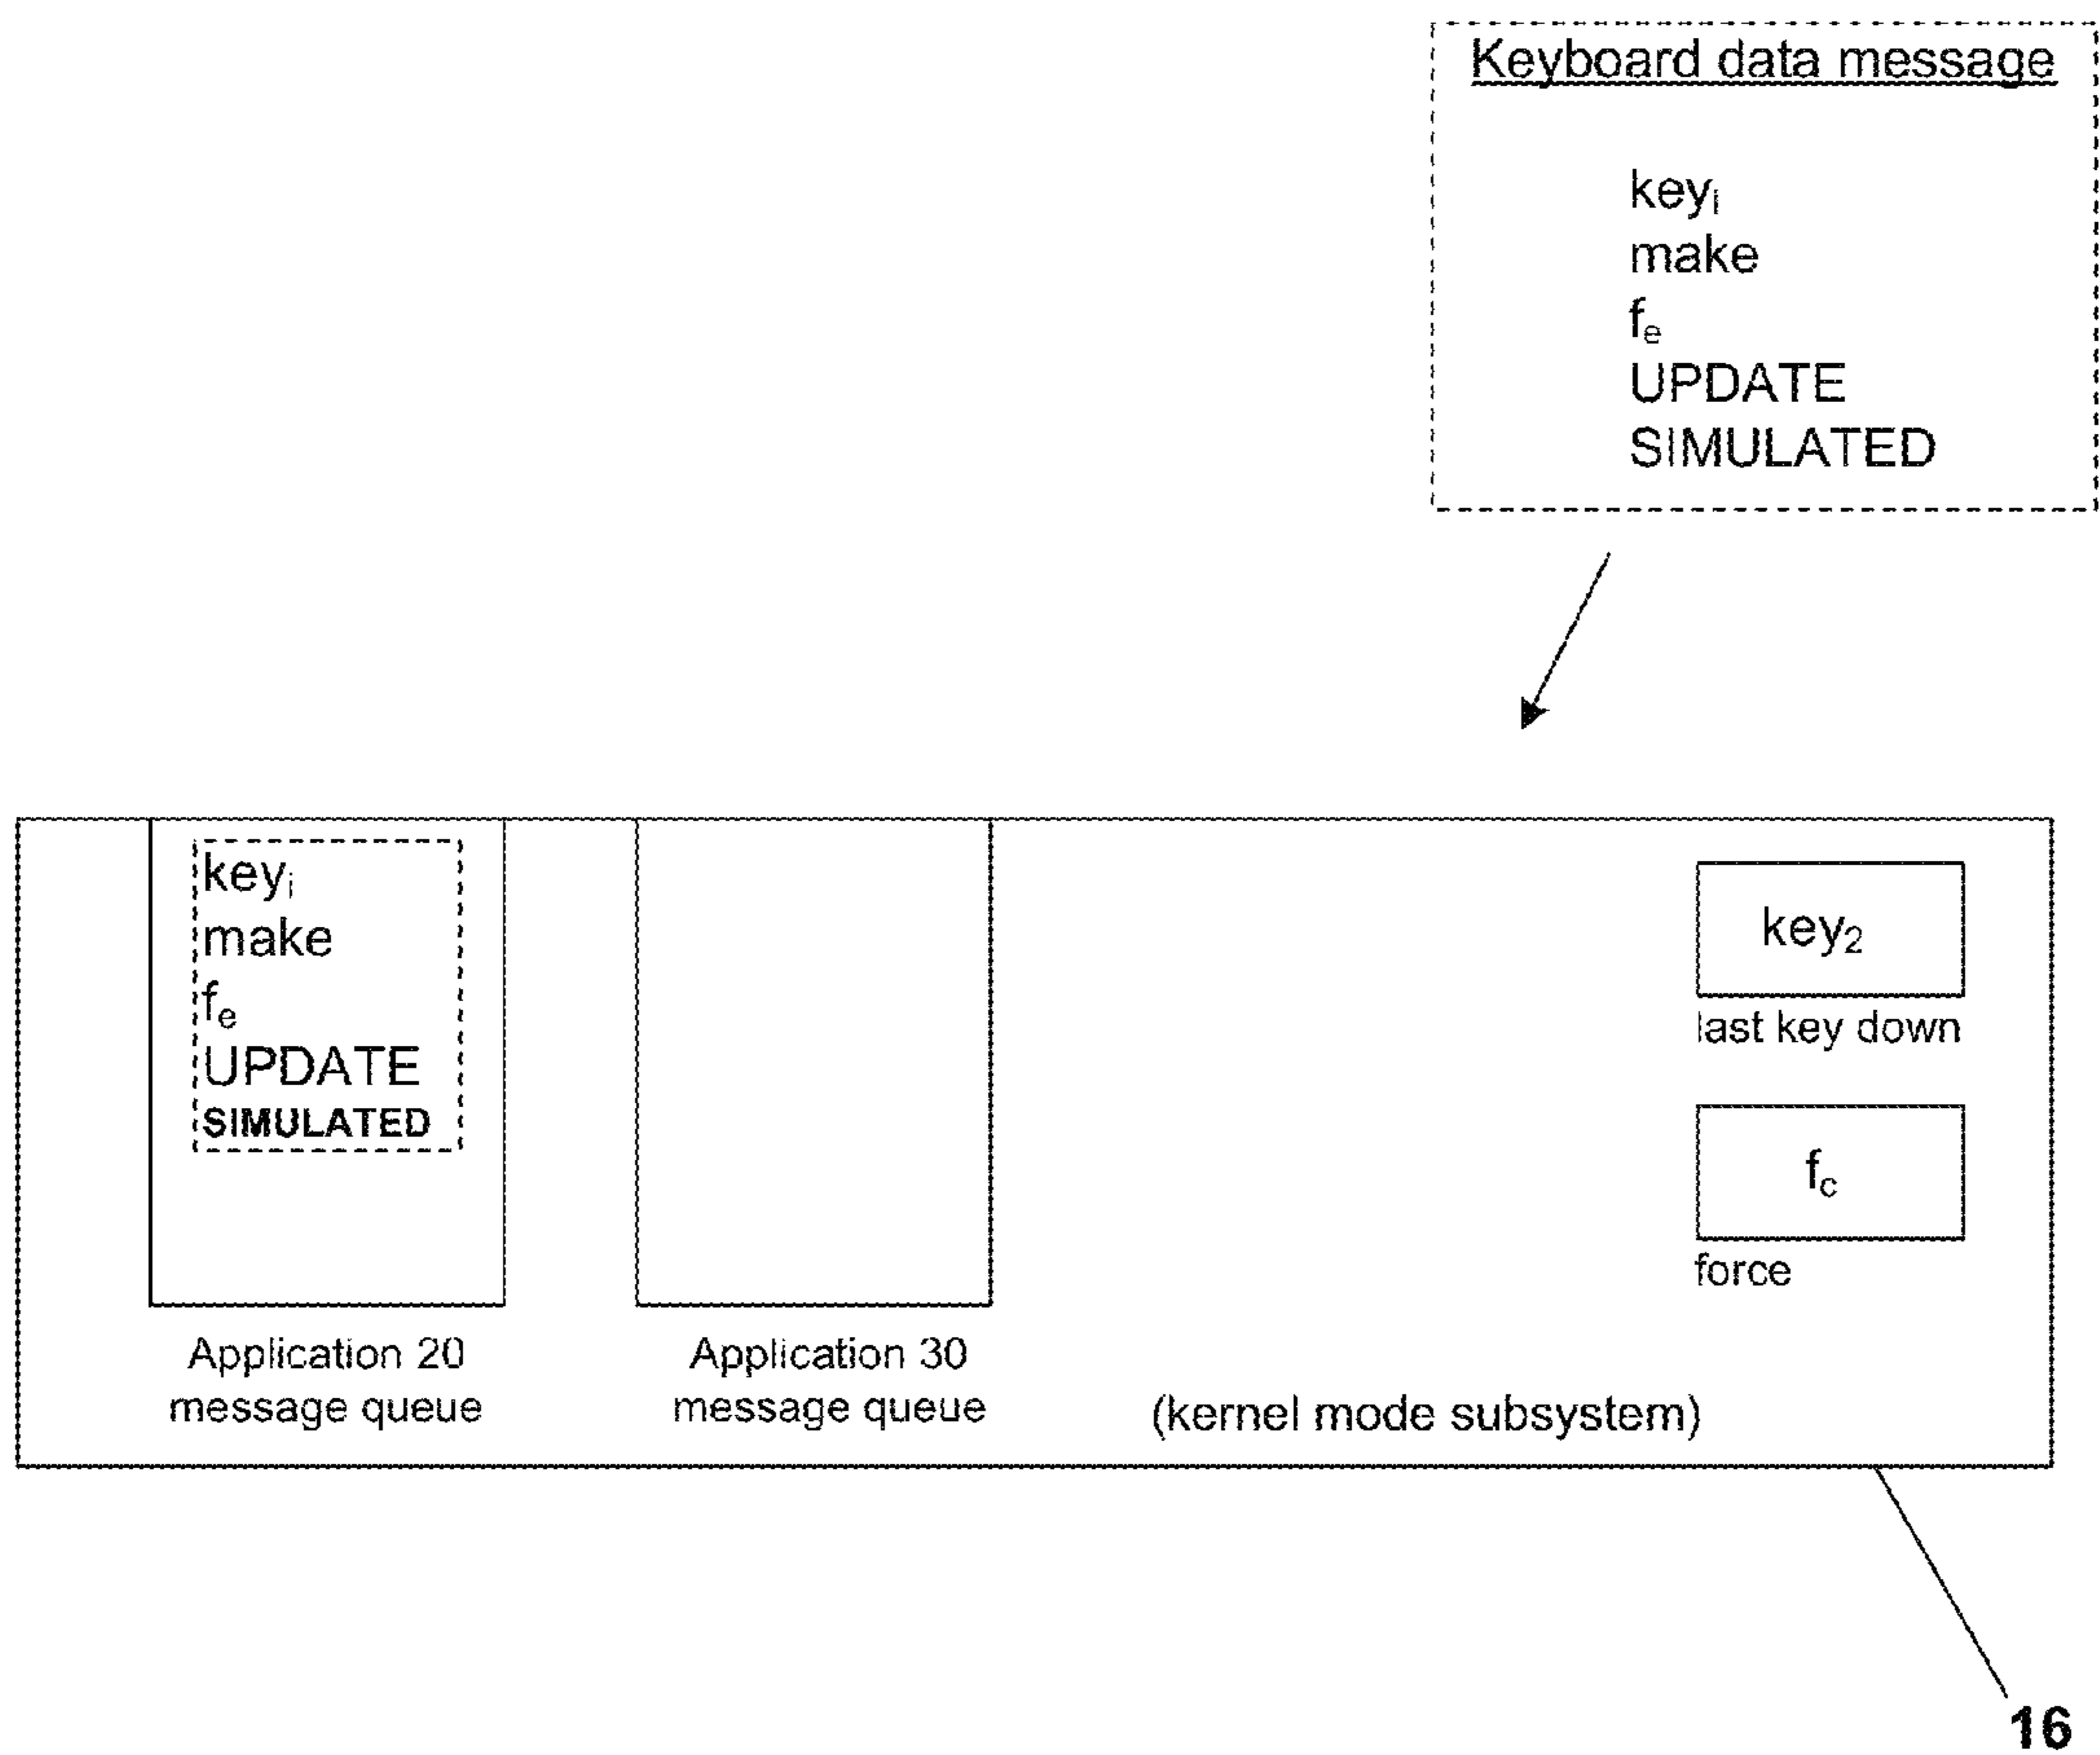 Keyboard data message
keyᵢ
make
fₑ
UPDATE
SIMULATED
keyᵢ
make
fₑ
UPDATE
SIMULATED
key₂
last key down
f꜀
force
Application 20
message queue
Application 30
message queue
(kernel mode subsystem)
16